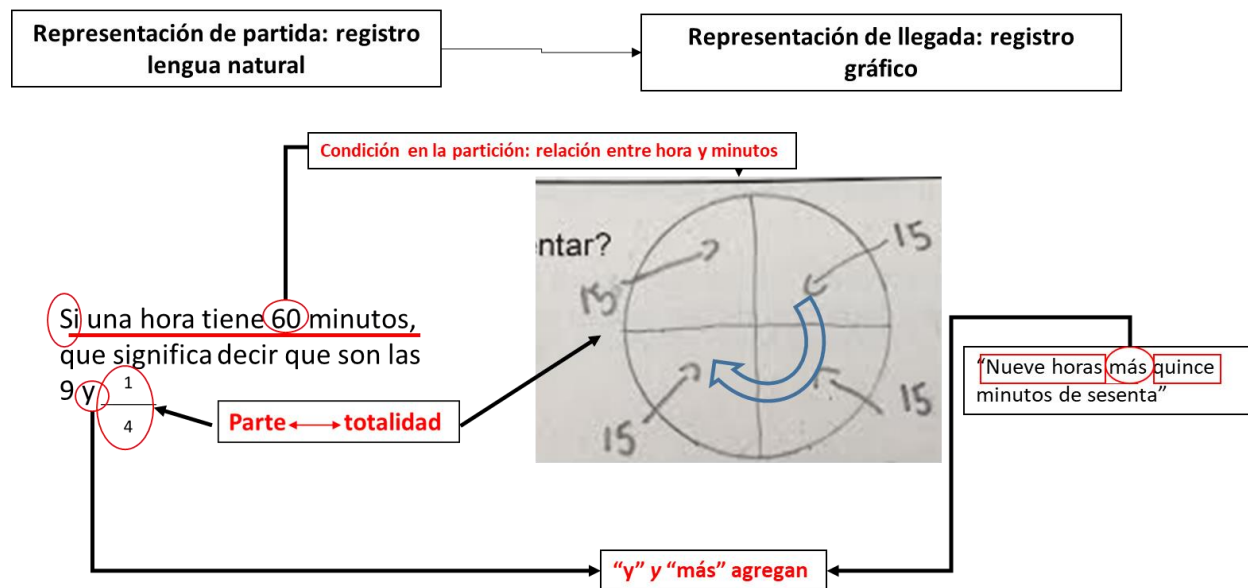 Representación de partida: registro
lengua natural
Representación de llegada: registro
gráfico
Condición en la partición: relación entre hora y minutos
ntar?
15
15
15
15
Si una hora tiene 60 minutos,
que significa decir que son las
9 y 1
4
Parte totalidad
“Nueve horas más quince
minutos de sesenta”
“y” y “más” agregan